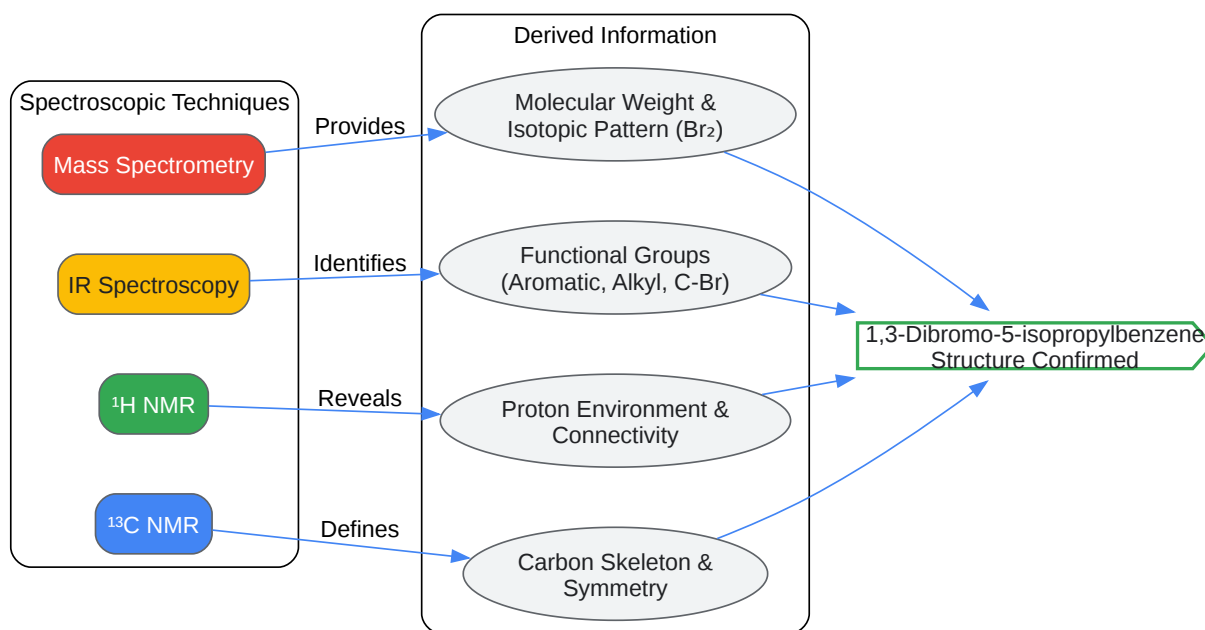 Spectroscopic Techniques
Mass Spectrometry
IR Spectroscopy
¹H NMR
¹³C NMR
Provides
Identifies
Reveals
Defines
Derived Information
Molecular Weight &
Isotopic Pattern (Br₂)
Functional Groups
(Aromatic, Alkyl, C-Br)
Proton Environment &
Connectivity
Carbon Skeleton &
Symmetry
1,3-Dibromo-5-isopropylbenzene
Structure Confirmed